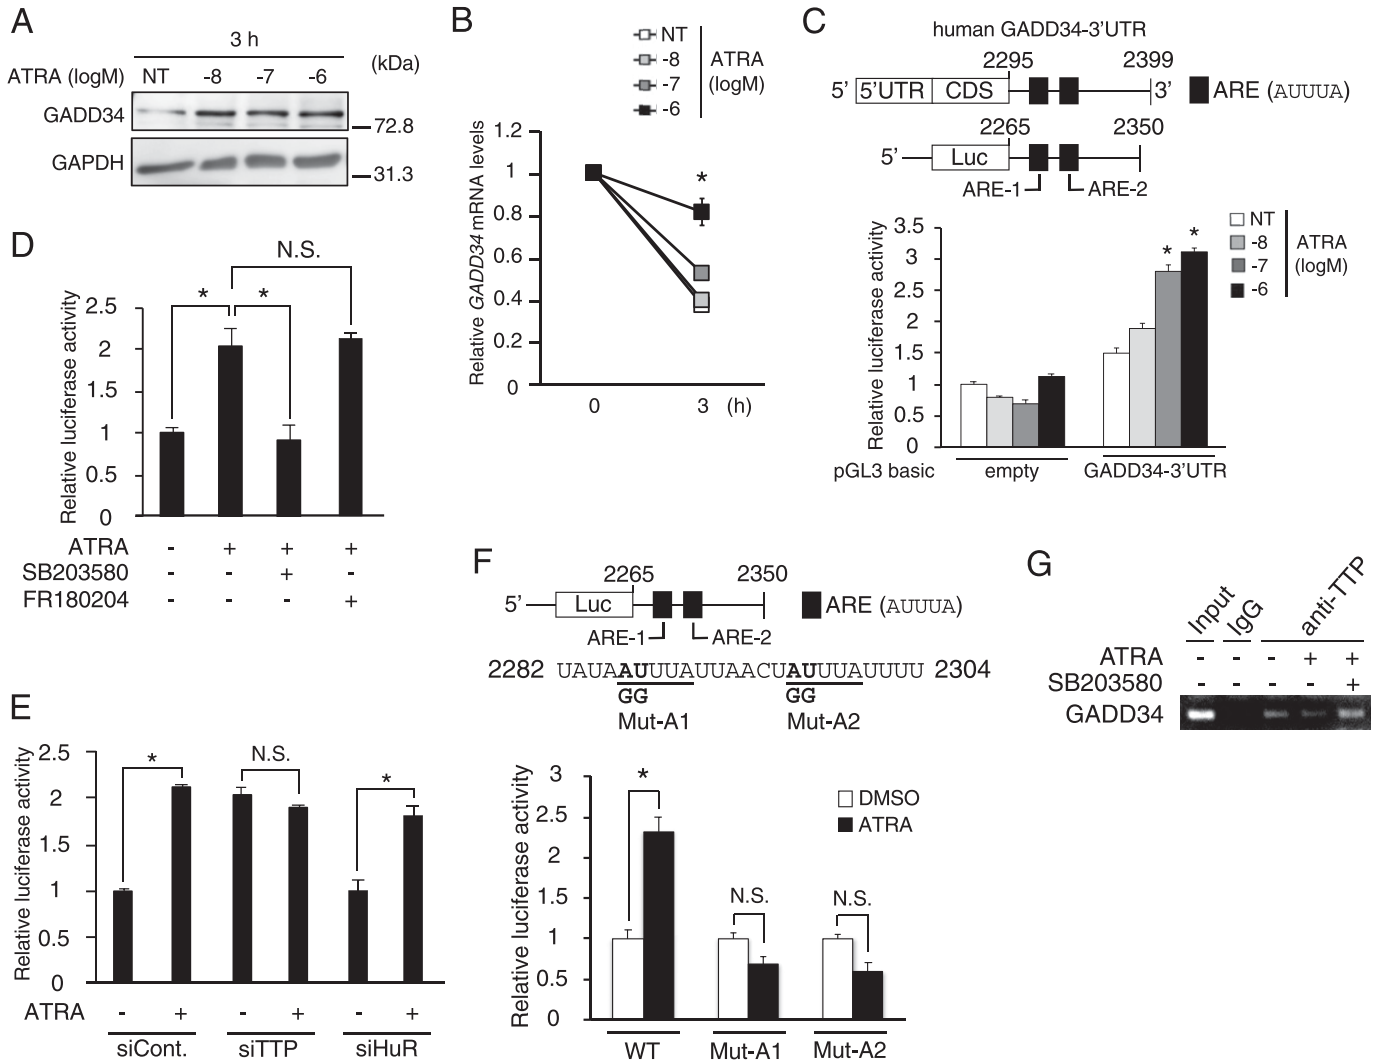 A
3 h
ATRA (logM) NT -8 -7 -6 (kDa)
GADD34
72.8
GAPDH
31.3
B
NT
-8
-7
-6
ATRA
(logM)
Relative GADD34 mRNA levels
1.2
1
0.8
0.6
0.4
0.2
0
*
0 3 (h)
C
human GADD34-3'UTR
2295 2399
5' 5'UTR CDS 3' ARE (AUUUA)
2265 2350
5' Luc
ARE-1 ARE-2
Relative luciferase activity
3.5
3
2.5
2
1.5
1
0.5
0
* *
NT
-8
-7
-6
ATRA
(logM)
pGL3 basic empty GADD34-3'UTR
D
N.S.
* *
Relative luciferase activity
2.5
2
1.5
1
0.5
0
ATRA - + + +
SB203580 - - + -
FR180204 - - - +
E
Relative luciferase activity
2.5
2
1.5
1
0.5
0
* N.S. *
ATRA - + - + - +
siCont. siTTP siHuR
F
2265 2350
5' Luc ARE (AUUUA)
ARE-1 ARE-2
2282 UAUAAUUUAUUAACUAUUUAUUUU 2304
GG GG
Mut-A1 Mut-A2
Relative luciferase activity
3
2.5
2
1.5
1
0.5
0
* N.S. N.S.
DMSO
ATRA
WT Mut-A1 Mut-A2
G
Input IgG anti-TTP
ATRA - - - + +
SB203580 - - - - +
GADD34